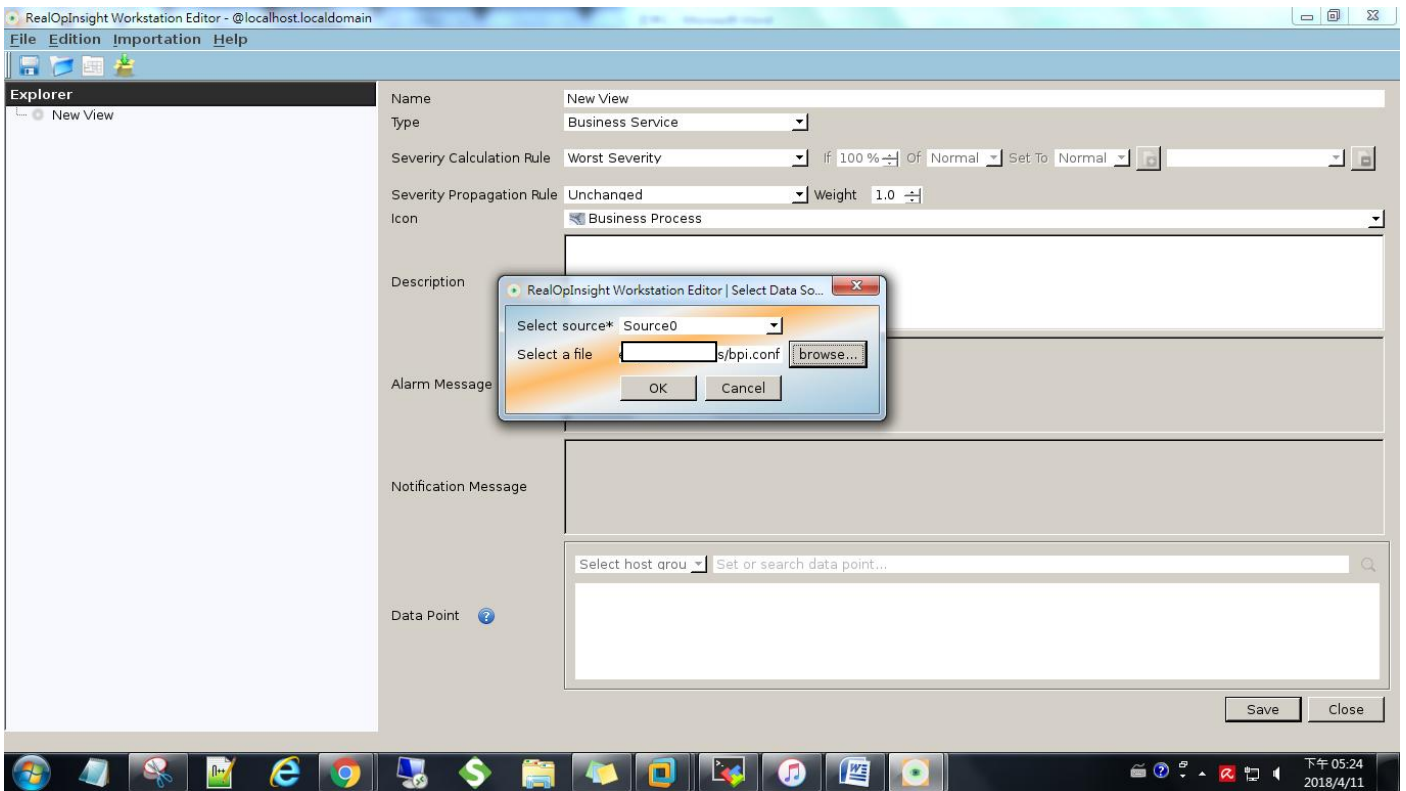 RealOpInsight Workstation Editor - @localhost.localdomain
File Edition Importation Help
Explorer
New View
Name New View
Type Business Service
Severiry Calculation Rule Worst Severity If 100 % Of Normal Set To Normal
Severity Propagation Rule Unchanged Weight 1.0
Icon Business Process
Description
RealOpInsight Workstation Editor | Select Data So...
Select source* Source0
Select a file s/bpi.conf browse...
OK Cancel
Alarm Message
Notification Message
Select host grou Set or search data point...
Data Point
Save Close
下午 05:24
2018/4/11